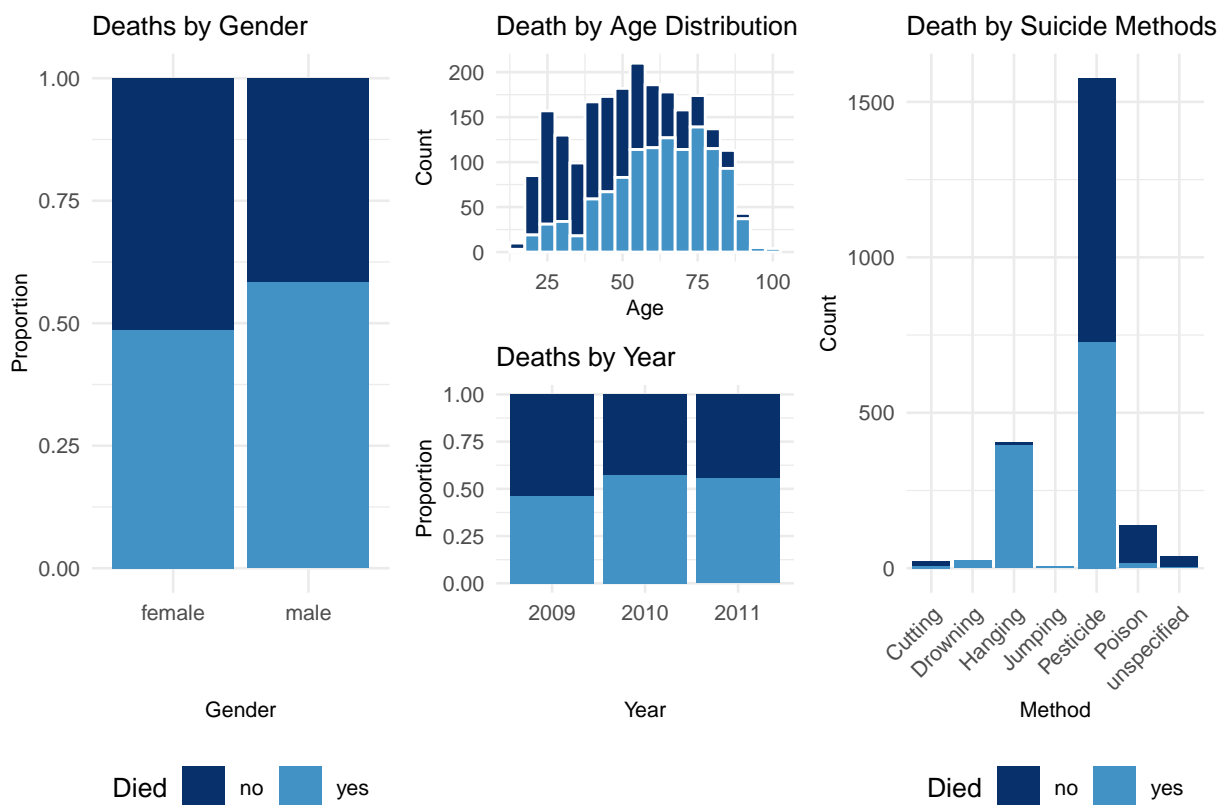 Deaths by Gender
Proportion
1.00
0.75
0.50
0.25
0.00
female male
Gender
Died no yes
Death by Age Distribution
Count
200
150
100
50
0
25 50 75 100
Age
Deaths by Year
Proportion
1.00
0.75
0.50
0.25
0.00
2009 2010 2011
Year
Death by Suicide Methods
Count
1500
1000
500
0
Cutting
Drowning
Hanging
Jumping
Pesticide
Poison
unspecified
Method
Died no yes